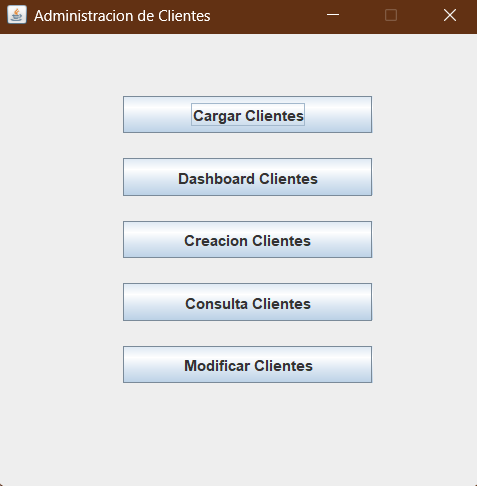 Administracion de Clientes
Cargar Clientes
Dashboard Clientes
Creacion Clientes
Consulta Clientes
Modificar Clientes